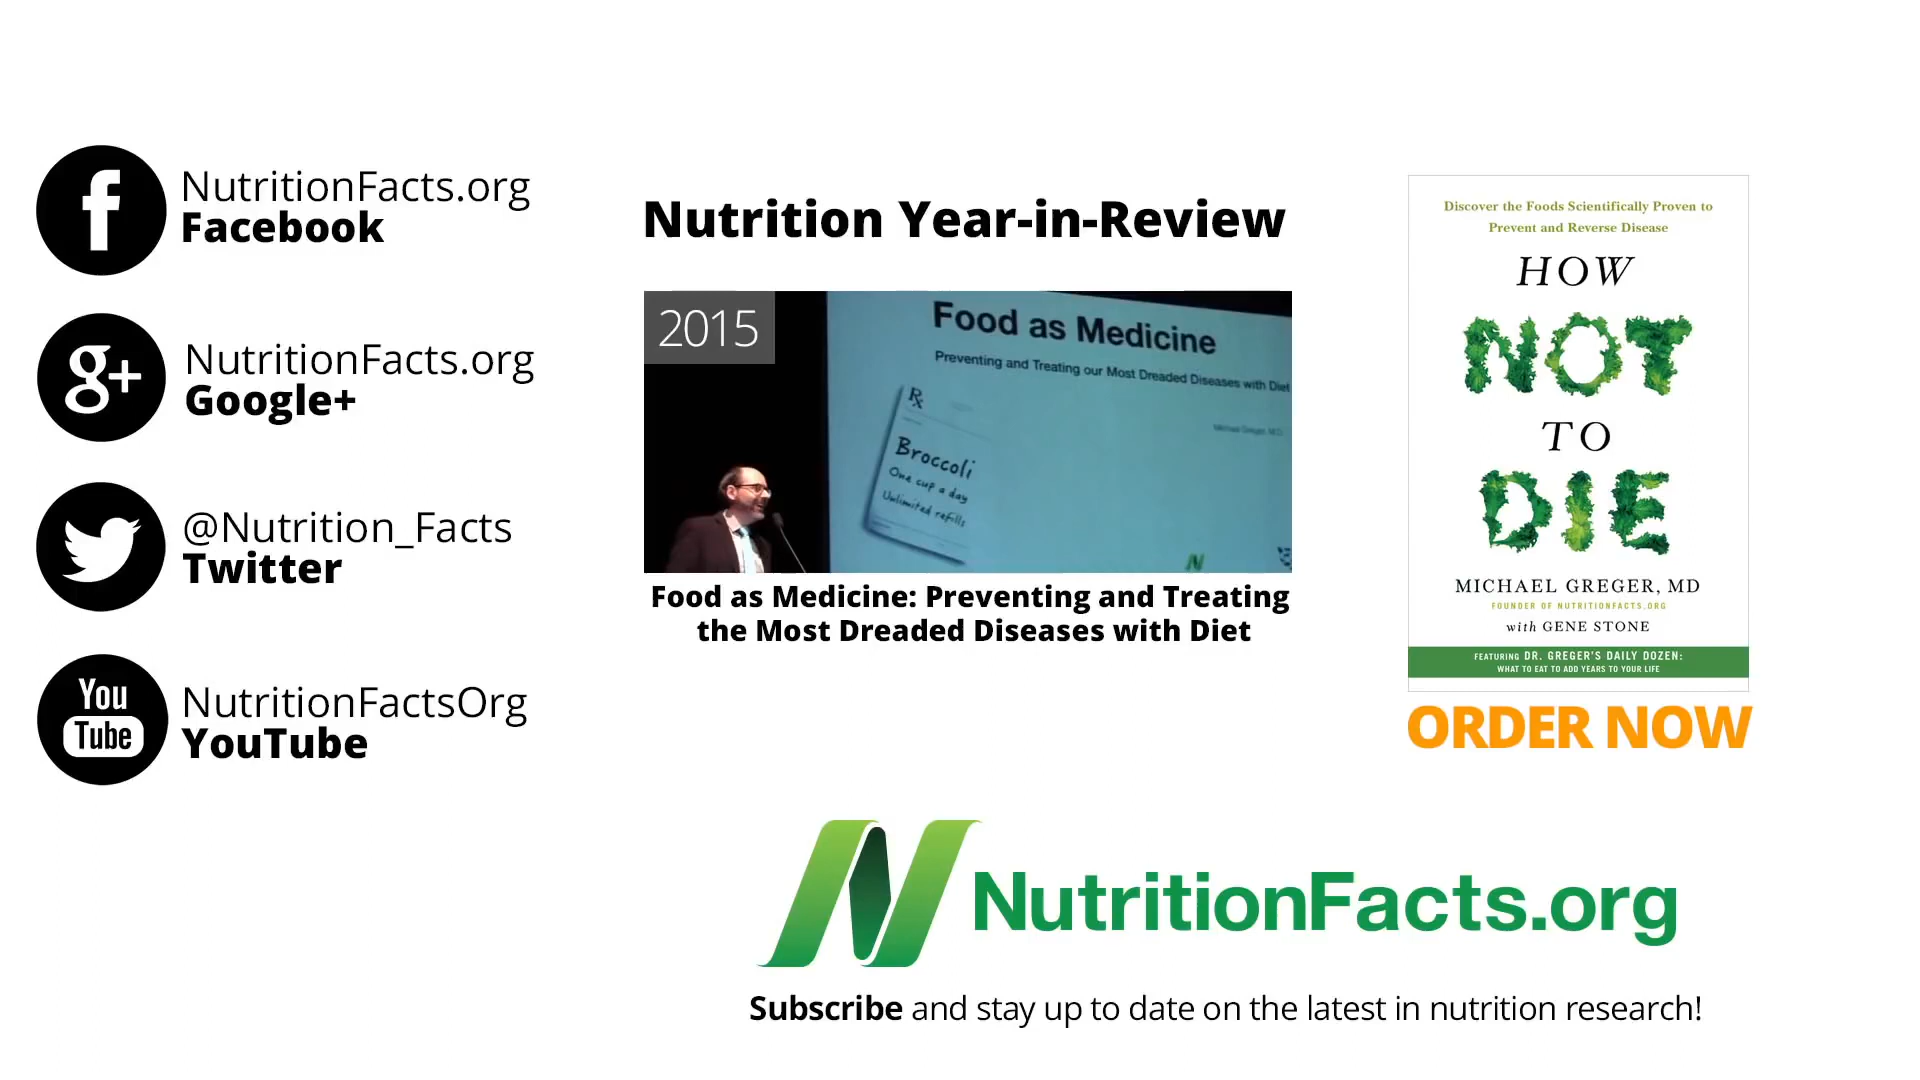 NutritionFacts.org
Facebook
g+
NutritionFacts.org
Google+
@Nutrition_Facts
Twitter
You
Tube
NutritionFactsOrg
YouTube
Nutrition Year-in-Review
2015
Food as Medicine
Preventing and Treating our Most Dreaded Diseases with Diet
Michael Greger, M.D.
Rx
Broccoli
One cup a day
Unlimited refills
Food as Medicine: Preventing and Treating
the Most Dreaded Diseases with Diet
Discover the Foods Scientifically Proven to
Prevent and Reverse Disease
HOW
NOT
TO
DIE
MICHAEL GREGER, MD
FOUNDER OF NUTRITIONFACTS.ORG
with GENE STONE
FEATURING DR. GREGER'S DAILY DOZEN:
WHAT TO EAT TO ADD YEARS TO YOUR LIFE
ORDER NOW
NutritionFacts.org
Subscribe and stay up to date on the latest in nutrition research!